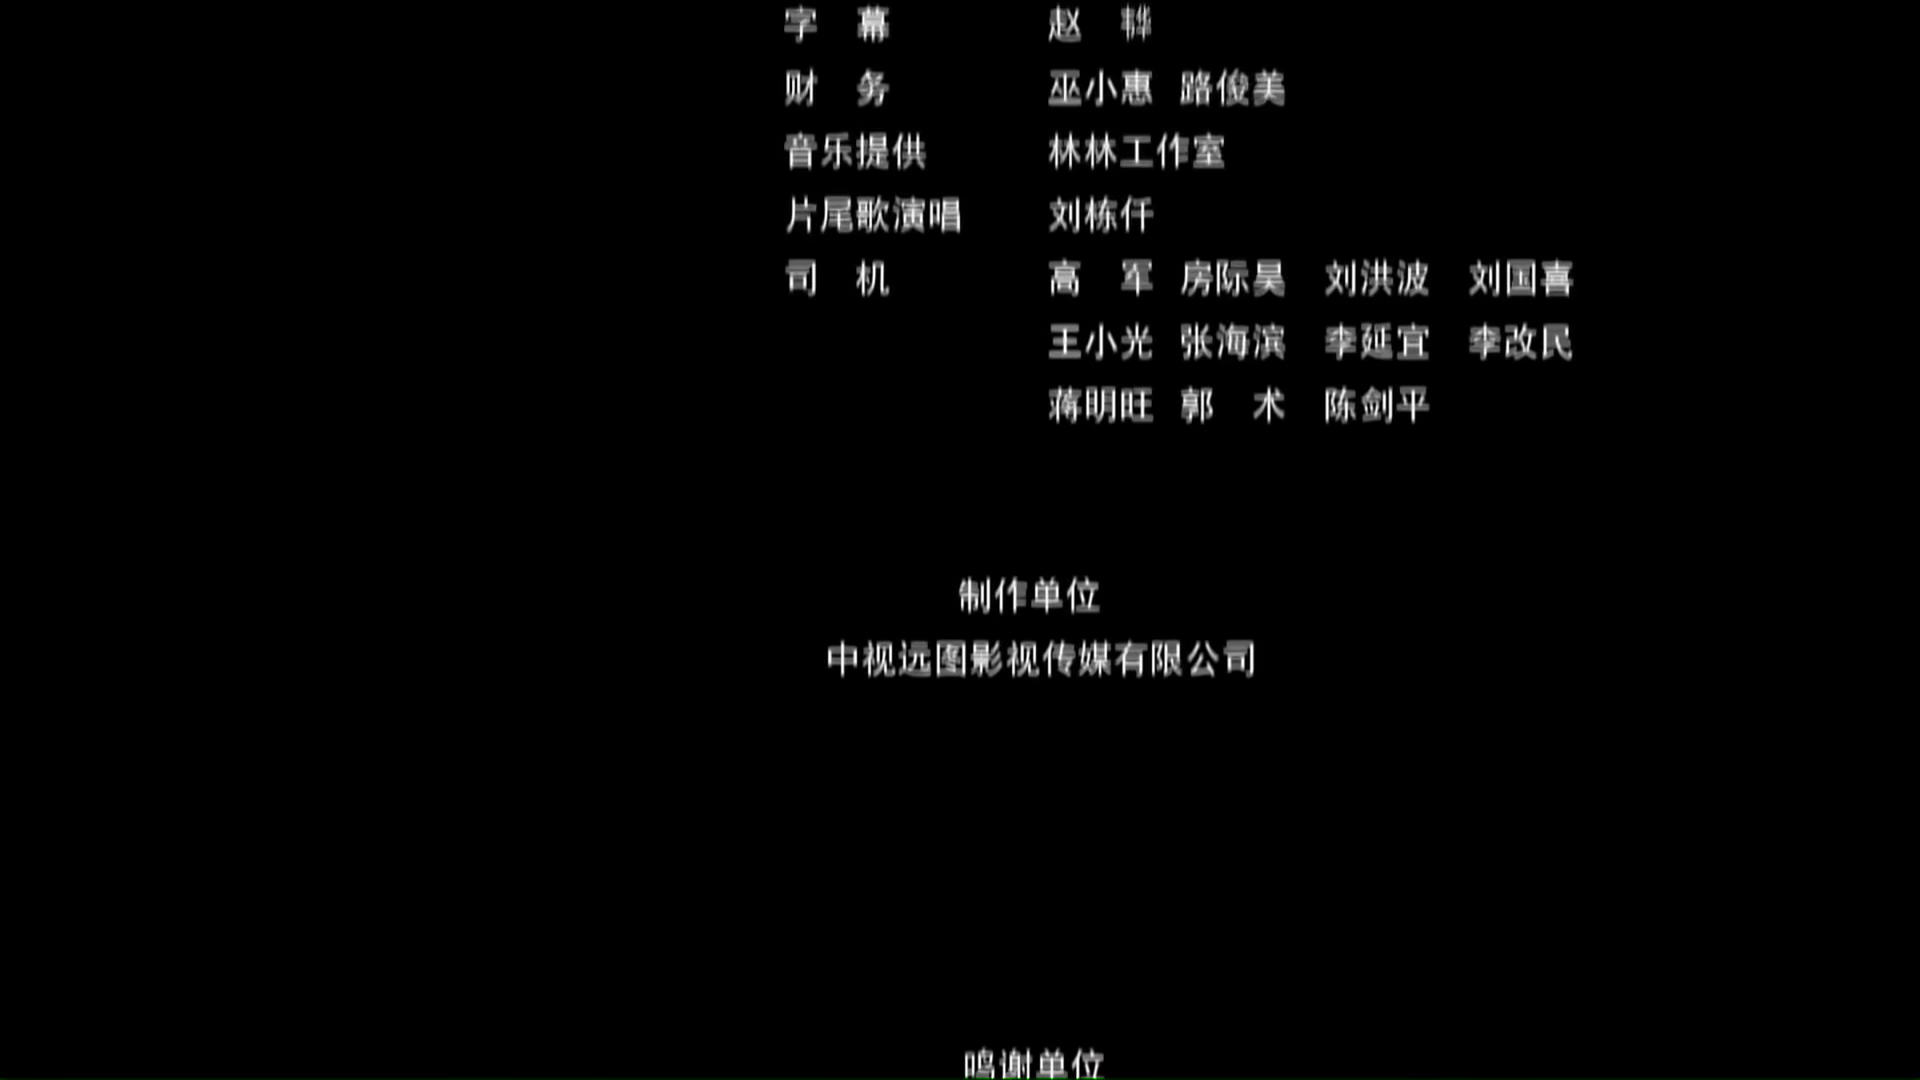 字 幕 赵 韡
财 务 巫小惠 路俊美
音乐提供 林林工作室
片尾歌演唱 刘栋仟
司 机 高 军 房际昊 刘洪波 刘国喜
王小光 张海滨 李延宜 李改民
蒋明旺 郭 术 陈剑平
制作单位
中视远图影视传媒有限公司
鸣谢单位